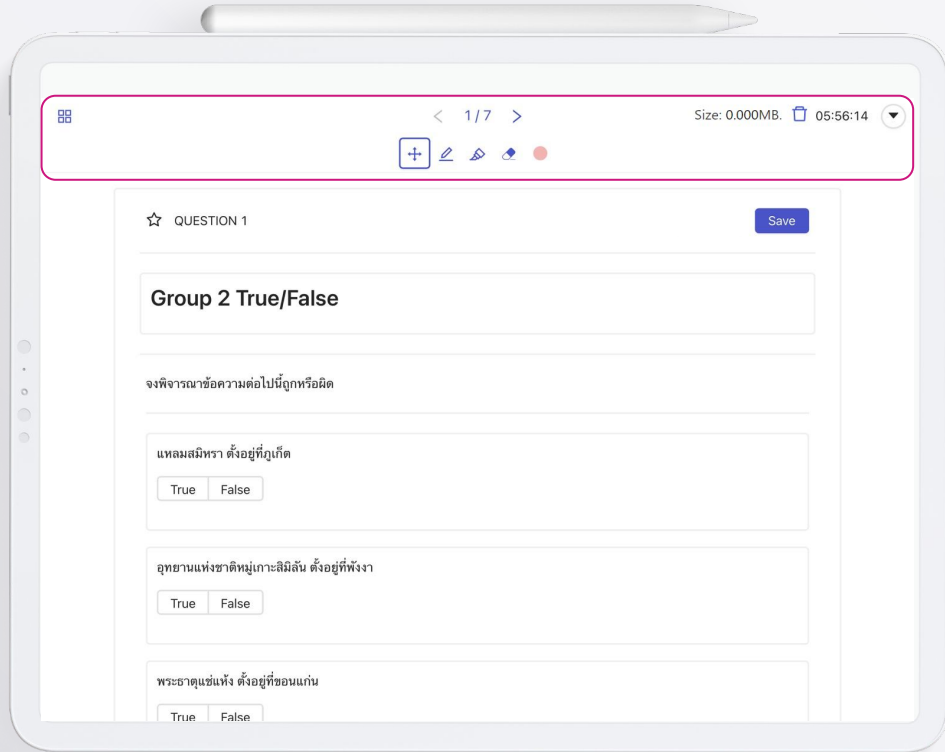 1/7
Size: 0.000MB. 05:56:14
QUESTION 1
Save
Group 2 True/False
จงพิจารณาข้อความต่อไปนี้ถูกหรือผิด
แหลมสมิหรา ตั้งอยู่ที่ภูเก็ต
True False
อุทยานแห่งชาติหมู่เกาะสิมิลัน ตั้งอยู่ที่พังงา
True False
พระธาตุแช่แห้ง ตั้งอยู่ที่ขอนแก่น
True False